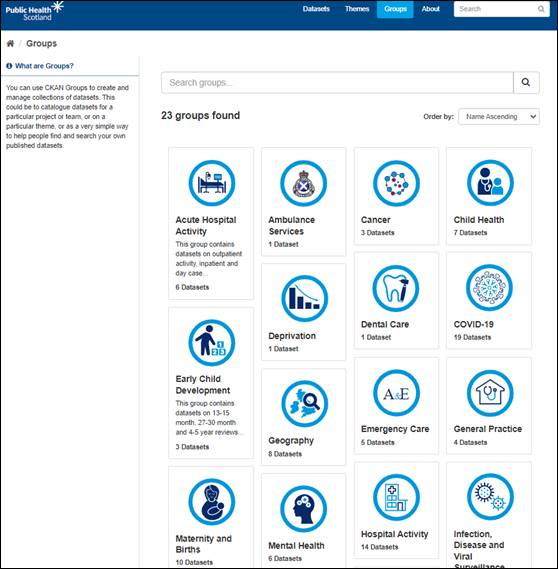 Public Health
Scotland
Datasets
Themes
Groups
About
Search
/ Groups
What are Groups?
You can use CKAN Groups to create and
manage collections of datasets. This
could be to catalogue datasets for a
particular project or team, or on a
particular theme, or as a very simple way
to help people find and search your own
published datasets.
Search groups...
23 groups found
Order by:
Name Ascending
Acute Hospital
Activity
This group contains
datasets on outpatient
activity, inpatient and
day case...
6 Datasets
Ambulance
Services
1 Dataset
Cancer
3 Datasets
Child Health
7 Datasets
Deprivation
1 Dataset
Dental Care
1 Dataset
COVID-19
19 Datasets
1
2 3
Early Child
Development
This group contains
datasets on 13-15
month, 27-30 month
and 4-5 year reviews...
3 Datasets
Geography
8 Datasets
A&E
Emergency Care
5 Datasets
General Practice
4 Datasets
Maternity and
Births
10 Datasets
Mental Health
6 Datasets
Hospital Activity
14 Datasets
Infection,
Disease and
Viral
Surveillance